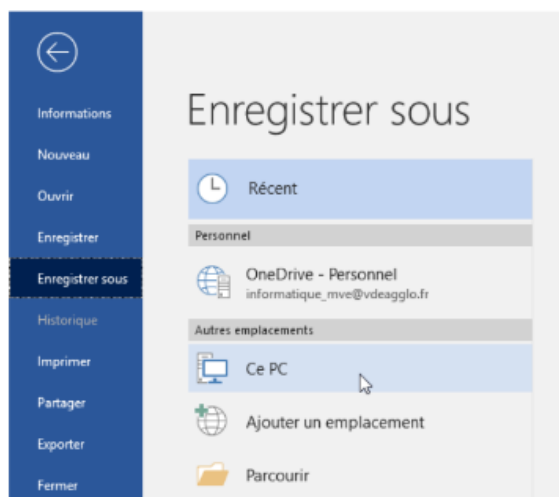 Informations
Nouveau
Ouvrir
Enregistrer
Enregistrer sous
Historique
Imprimer
Partager
Exporter
Fermer
Enregistrer sous
Récent
Personnel
OneDrive - Personnel
informatique_mve@vdeagglo.fr
Autres emplacements
Ce PC
Ajouter un emplacement
Parcourir